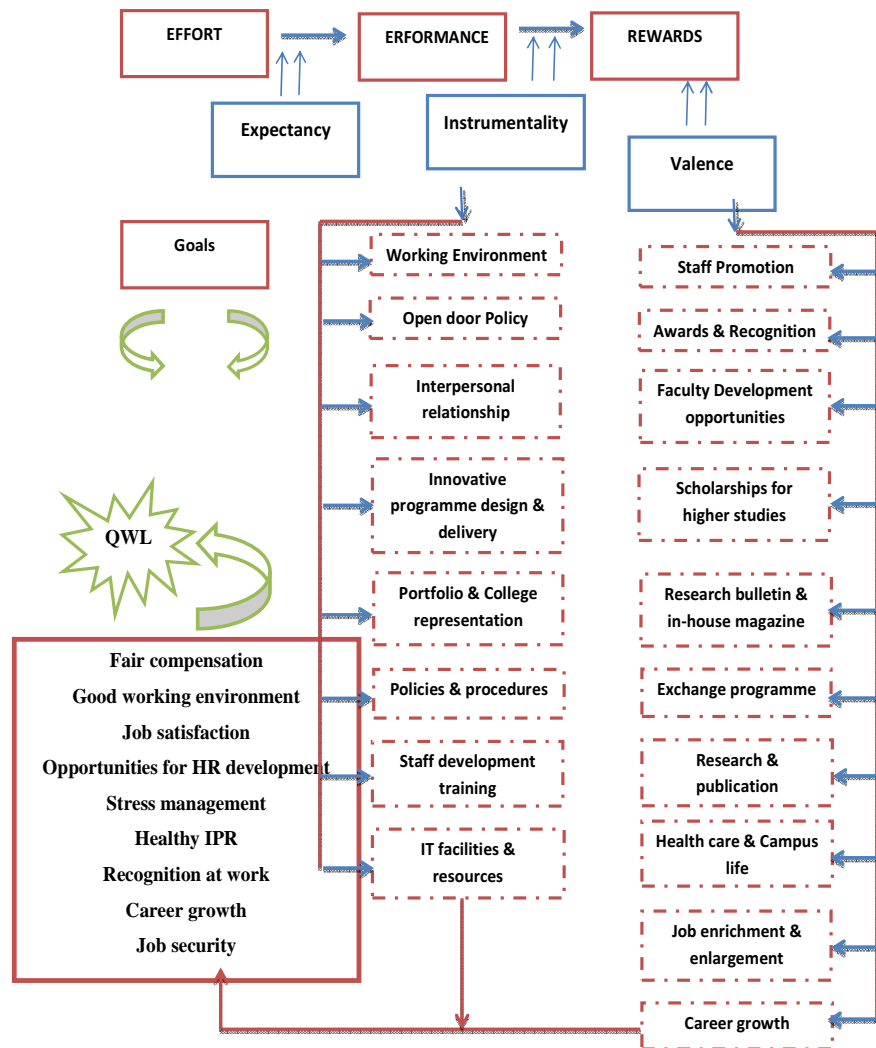 EFFORT
ERFORMANCE
REWARDS
Expectancy
Instrumentality
Valence
Goals
Working Environment
Open door Policy
Interpersonal
relationship
Innovative
programme design &
delivery
Portfolio & College
representation
Policies & procedures
Staff development
training
IT facilities &
resources
Staff Promotion
Awards & Recognition
Faculty Development
opportunities
Scholarships for
higher studies
Research bulletin &
in-house magazine
Exchange programme
Research &
publication
Health care & Campus
life
Job enrichment &
enlargement
Career growth
QWL
Fair compensation
Good working environment
Job satisfaction
Opportunities for HR development
Stress management
Healthy IPR
Recognition at work
Career growth
Job security